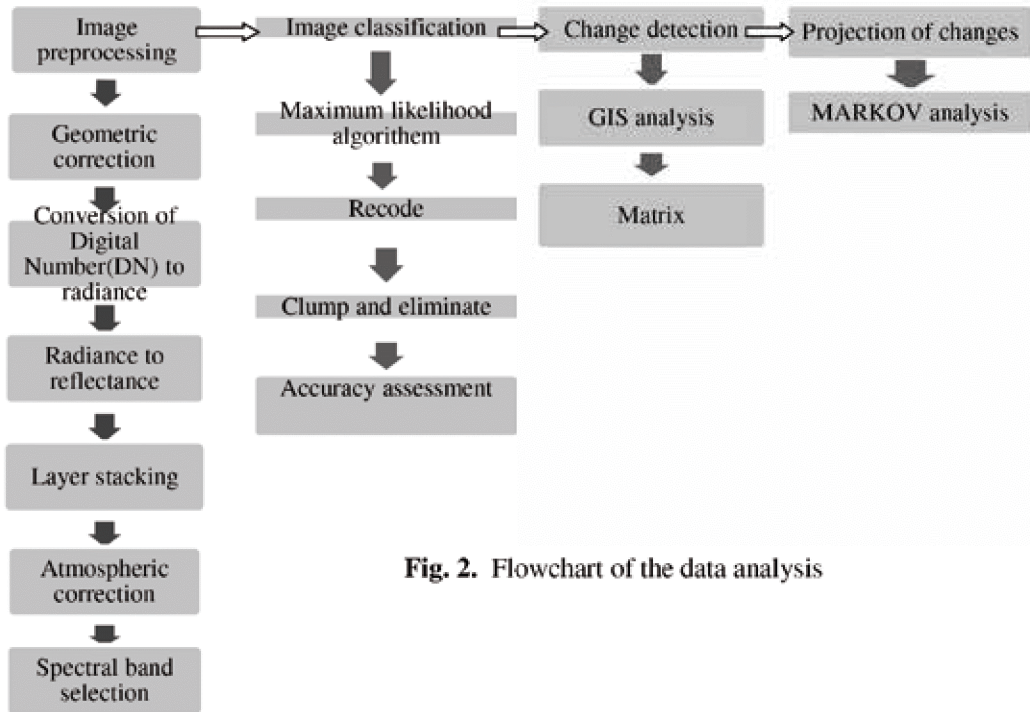 Image
preprocessing
Geometric
correction
Conversion of
Digital
Number(DN) to
radiance
Radiance to
reflectance
Layer stacking
Atmospheric
correction
Spectral band
selection
Image classification
Maximum likelihood
algorithem
Recode
Clump and eliminate
Accuracy assessment
Change detection
GIS analysis
Matrix
Projection of changes
MARKOV analysis
Fig. 2. Flowchart of the data analysis